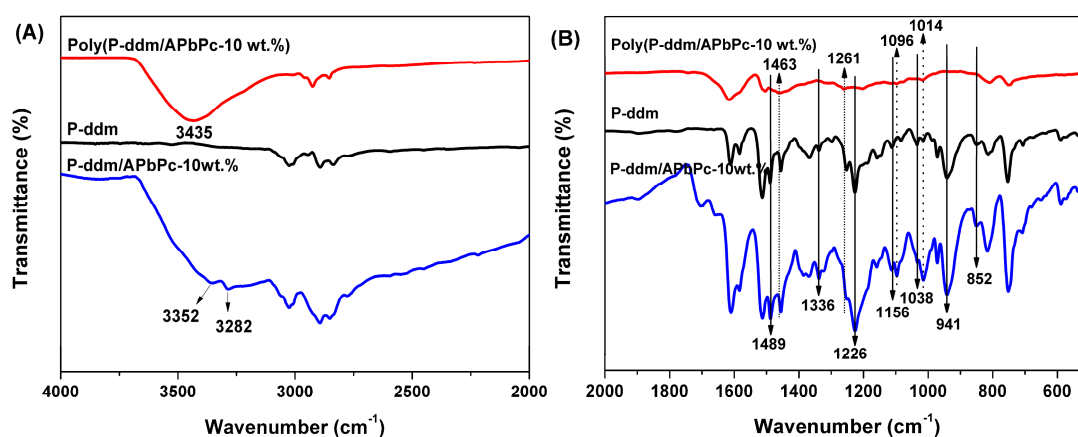 (A)
Poly(P-ddm/APbPc-10 wt.%)
3435
P-ddm
P-ddm/APbPc-10wt.%
3352
3282
Transmittance (%)
4000 3500 3000 2500 2000
Wavenumber (cm-1)
(B)
Poly(P-ddm/APbPc-10 wt.%)
1463
1261
1096
1014
P-ddm
P-ddm/APbPc-10wt.%
1489
1336
1226
1156
1038
941
852
Transmittance (%)
2000 1800 1600 1400 1200 1000 800 600
Wavenumber (cm-1)